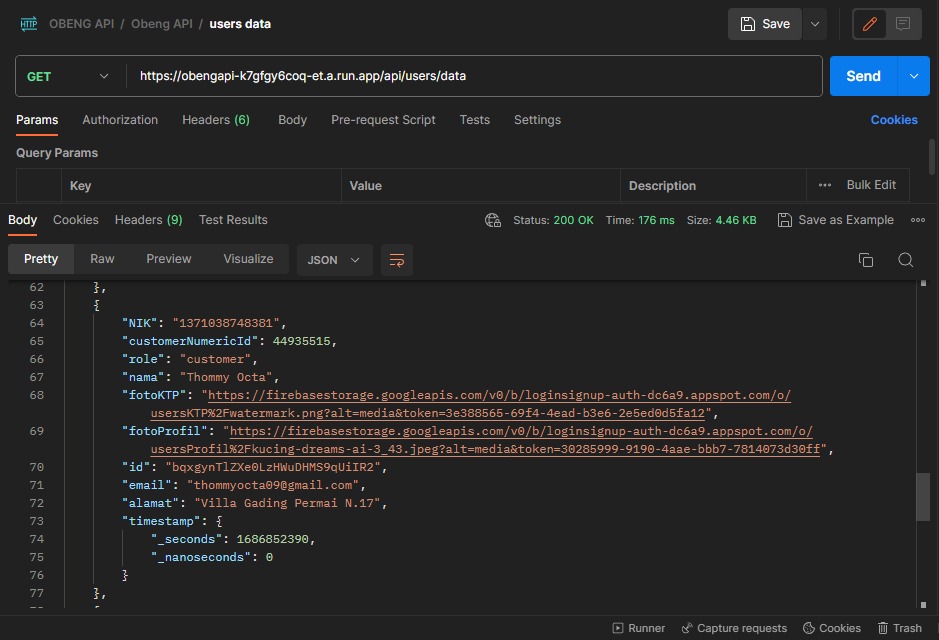 HTTP OBENG API / Obeng API / users data Save
GET https://obengapi-k7gfgy6coq-et.a.run.app/api/users/data Send
Params Authorization Headers (6) Body Pre-request Script Tests Settings Cookies
Query Params
Key Value Description ••• Bulk Edit
Body Cookies Headers (9) Test Results Status: 200 OK Time: 176 ms Size: 4.46 KB Save as Example •••
Pretty Raw Preview Visualize JSON
62 },
63 {
64 "NIK": "1371038748381",
65 "customerNumericId": 44935515,
66 "role": "customer",
67 "nama": "Thommy Octa",
68 "fotoKTP": "https://firebasestorage.googleapis.com/v0/b/loginsignup-auth-dc6a9.appspot.com/o/
usersKTP%2Fwatermark.png?alt=media&token=3e388565-69f4-4ead-b3e6-2e5ed0d5fa12",
69 "fotoProfil": "https://firebasestorage.googleapis.com/v0/b/loginsignup-auth-dc6a9.appspot.com/o/
usersProfil%2Fkucing-dreams-ai-3_43.jpeg?alt=media&token=30285999-9190-4aae-bbb7-7814073d30ff",
70 "id": "bqxgynTlZXe0LzHWuDHMS9qUiIR2",
71 "email": "thommyocta09@gmail.com",
72 "alamat": "Villa Gading Permai N.17",
73 "timestamp": {
74 "_seconds": 1686852390,
75 "_nanoseconds": 0
76 }
77 },
Runner Capture requests Cookies Trash